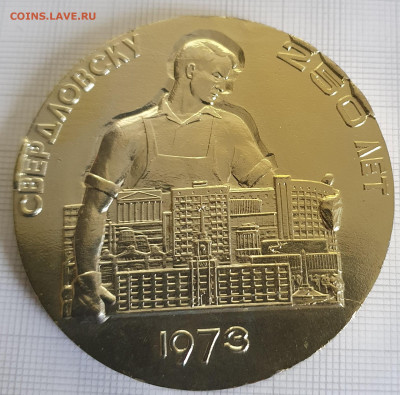 COINS.LAVE.RU
СВЕРДЛОВСКУ
250 ЛЕТ
1973